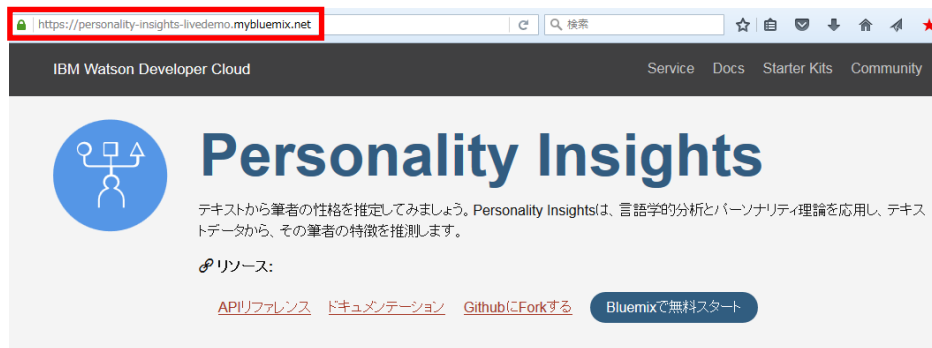 https://personality-insights-livedemo.mybluemix.net
検索
IBM Watson Developer Cloud
Service Docs Starter Kits Community
Personality Insights
テキストから筆者の性格を推定してみましょう。Personality Insightsは、言語学的分析とパーソナリティ理論を応用し、テキス
トデータから、その筆者の特徴を推測します。
リソース:
APIリファレンス ドキュメンテーション GithubにForkする Bluemixで無料スタート